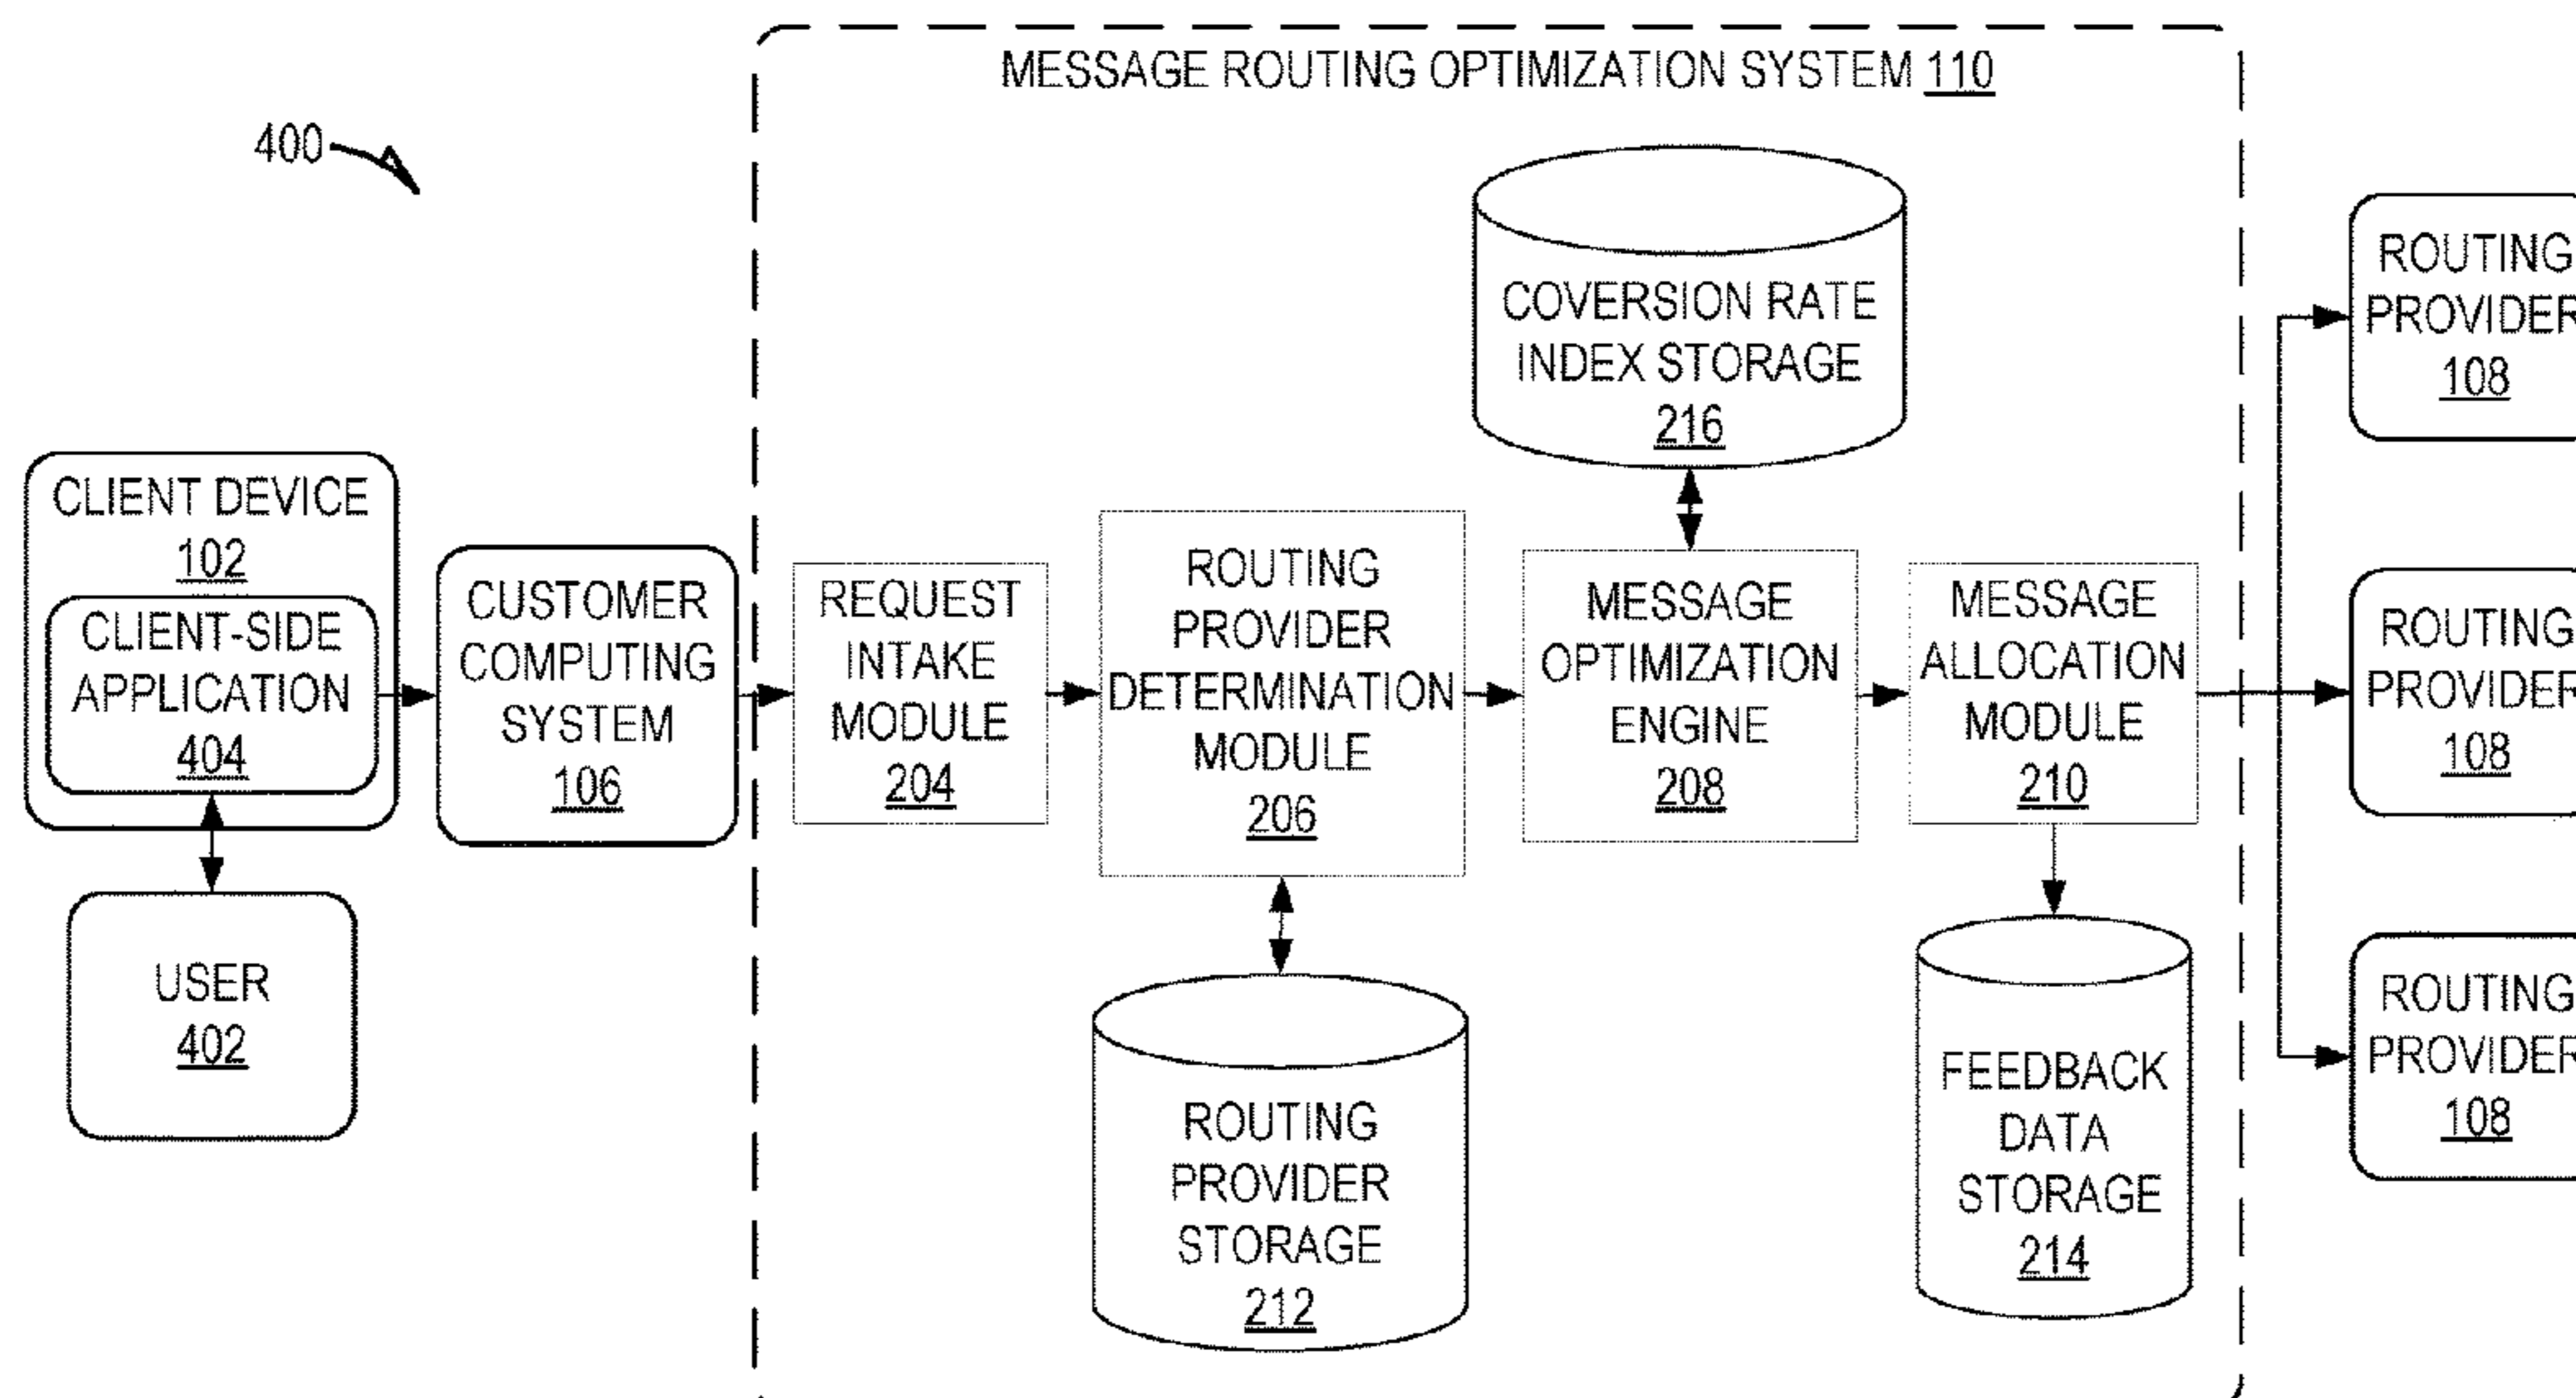 MESSAGE ROUTING OPTIMIZATION SYSTEM 110
400
CLIENT DEVICE
102
CLIENT-SIDE
APPLICATION
404
USER
402
CUSTOMER
COMPUTING
SYSTEM
106
REQUEST
INTAKE
MODULE
204
ROUTING
PROVIDER
DETERMINATION
MODULE
206
ROUTING
PROVIDER
STORAGE
212
COVERSION RATE
INDEX STORAGE
216
MESSAGE
OPTIMIZATION
ENGINE
208
MESSAGE
ALLOCATION
MODULE
210
FEEDBACK
DATA
STORAGE
214
ROUTING
PROVIDER
108
ROUTING
PROVIDER
108
ROUTING
PROVIDER
108